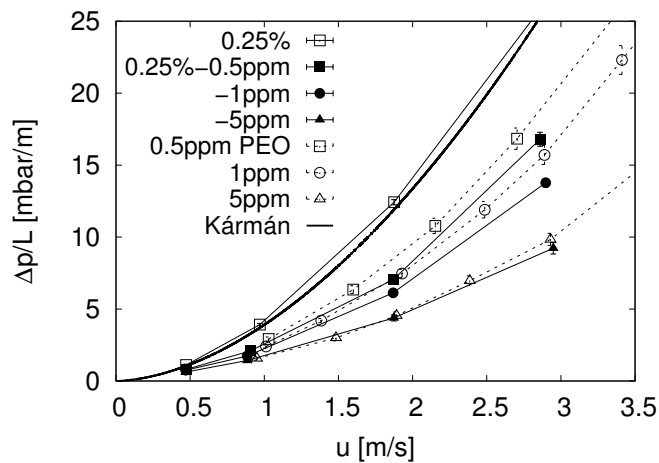 25
20
15
10
5
0
0 0.5 1 1.5 2 2.5 3 3.5
Δp/L [mbar/m]
u [m/s]
0.25%
0.25%−0.5ppm
−1ppm
−5ppm
0.5ppm PEO
1ppm
5ppm
Kármán